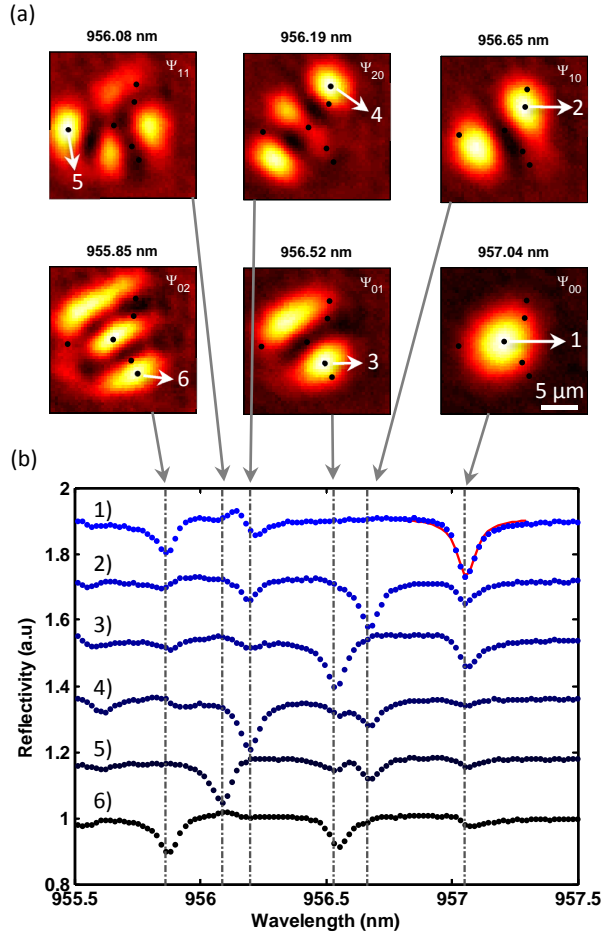 (a)
956.08 nm
956.19 nm
956.65 nm
Ψ11
Ψ20
Ψ10
5
4
2
955.85 nm
956.52 nm
957.04 nm
Ψ02
Ψ01
Ψ00
6
3
1
5 µm
(b)
2
1.8
1.6
1.4
1.2
1
0.8
Reflectivity (a.u)
1)
2)
3)
4)
5)
6)
955.5
956
956.5
957
957.5
Wavelength (nm)